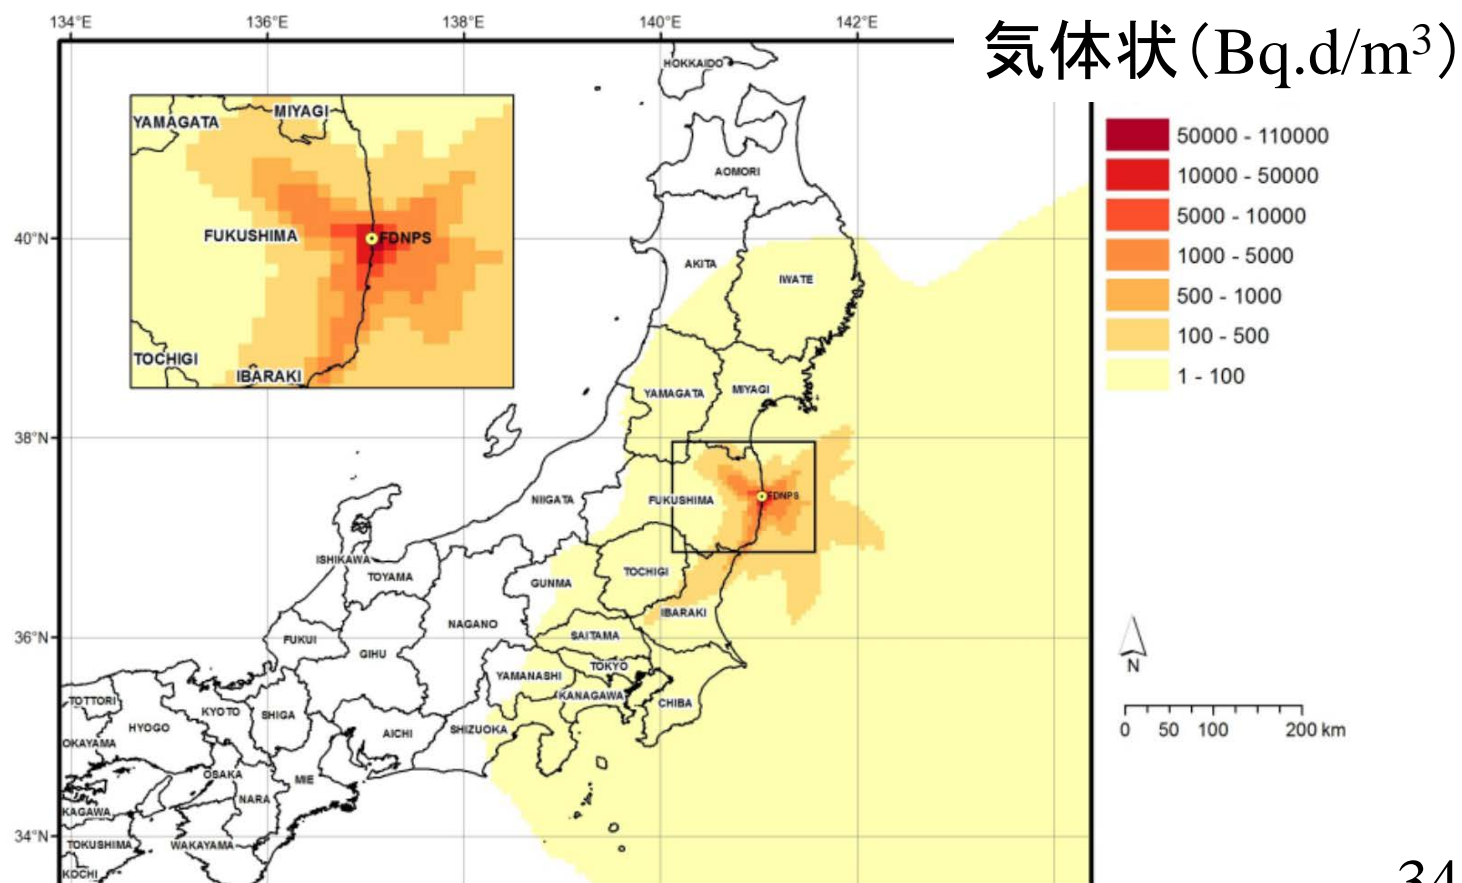 134°E 136°E 138°E 140°E 142°E
気体状(Bq.d/m³)
HOKKAIDO
YAMAGATA
MIYAGI
50000 - 110000
10000 - 50000
5000 - 10000
1000 - 5000
500 - 1000
100 - 500
1 - 100
AOMORI
FUKUSHIMA
FDNPS
40°N
AKITA
IWATE
TOCHIGI
IBARAKI
YAMAGATA
MIYAGI
38°N
NIIGATA
FUKUSHIMA
FDNPS
ISHIKAWA
TOYAMA
GUNMA
TOCHIGI
IBARAKI
NAGANO
FUKUI
GIHU
SAITAMA
36°N
TOKYO
YAMANASHI
KANAGAWA
CHIBA
N
TOTTORI
HYOGO
KYOTO
SHIGA
AICHI
SHIZUOKA
0 50 100 200 km
OKAYAMA
OSAKA
MIE
NARA
KAGAWA
34°N
TOKUSHIMA
WAKAYAMA
KOCHI
34